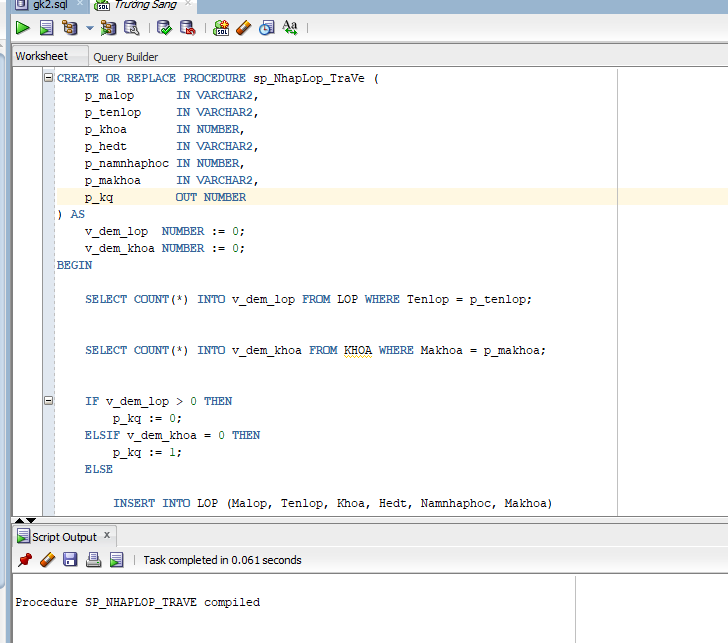 gk2.sql Trường Sang
Worksheet Query Builder
CREATE OR REPLACE PROCEDURE sp_NhapLop_TraVe (
p_malop IN VARCHAR2,
p_tenlop IN VARCHAR2,
p_khoa IN NUMBER,
p_hedt IN VARCHAR2,
p_namnhaphoc IN NUMBER,
p_makhoa IN VARCHAR2,
p_kq OUT NUMBER
) AS
v_dem_lop NUMBER := 0;
v_dem_khoa NUMBER := 0;
BEGIN
SELECT COUNT(*) INTO v_dem_lop FROM LOP WHERE Tenlop = p_tenlop;
SELECT COUNT(*) INTO v_dem_khoa FROM KHOA WHERE Makhoa = p_makhoa;
IF v_dem_lop > 0 THEN
p_kq := 0;
ELSIF v_dem_khoa = 0 THEN
p_kq := 1;
ELSE
INSERT INTO LOP (Malop, Tenlop, Khoa, Hedt, Namnhaphoc, Makhoa)
Script Output x
Task completed in 0.061 seconds
Procedure SP_NHAPLOP_TRAVE compiled